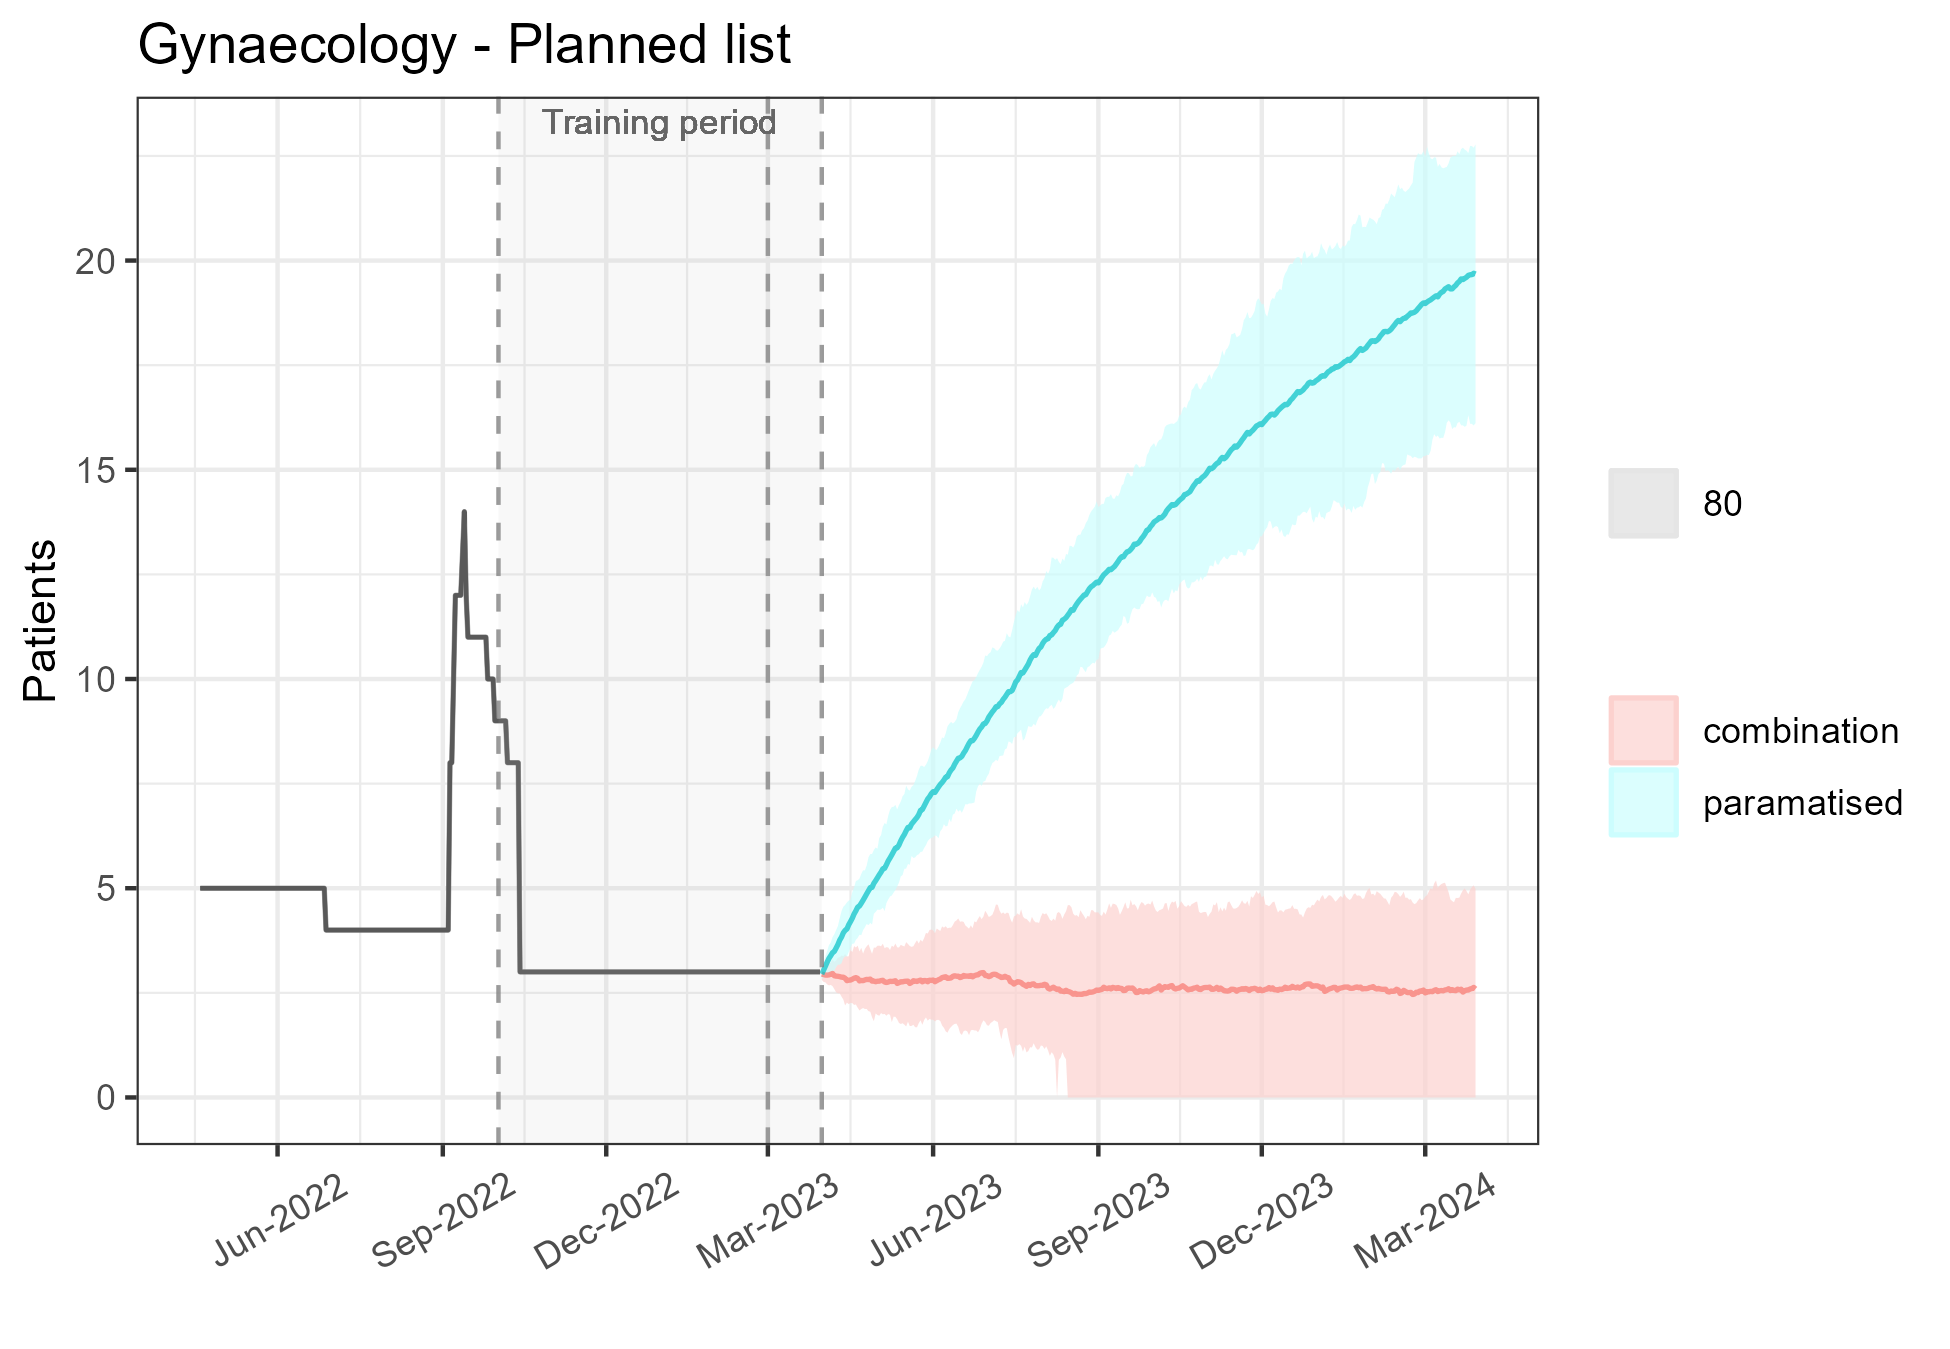 Gynaecology - Planned list
Training period
Patients
20
15
10
5
0
Jun-2022
Sep-2022
Dec-2022
Mar-2023
Jun-2023
Sep-2023
Dec-2023
Mar-2024
80
combination
paramatised